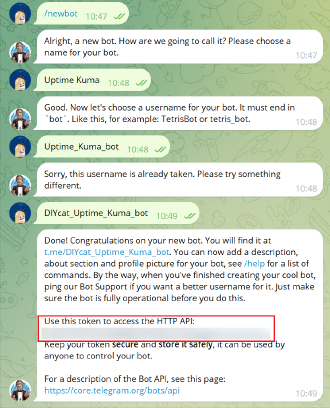 /newbot
10:47
Alright, a new bot. How are we going to call it? Please choose a
name for your bot.
10:47
Uptime Kuma
10:48
Good. Now let's choose a username for your bot. It must end in
`bot`. Like this, for example: TetrisBot or tetris_bot.
10:48
Uptime_Kuma_bot
10:48
Sorry, this username is already taken. Please try something
different.
10:48
DIYcat_Uptime_Kuma_bot
10:49
Done! Congratulations on your new bot. You will find it at
t.me/DIYcat_Uptime_Kuma_bot. You can now add a description,
about section and profile picture for your bot, see /help for a list of
commands. By the way, when you've finished creating your cool bot,
ping our Bot Support if you want a better username for it. Just make
sure the bot is fully operational before you do this.
Use this token to access the HTTP API:
Keep your token secure and store it safely, it can be used by
anyone to control your bot.
For a description of the Bot API, see this page:
https://core.telegram.org/bots/api
10:49